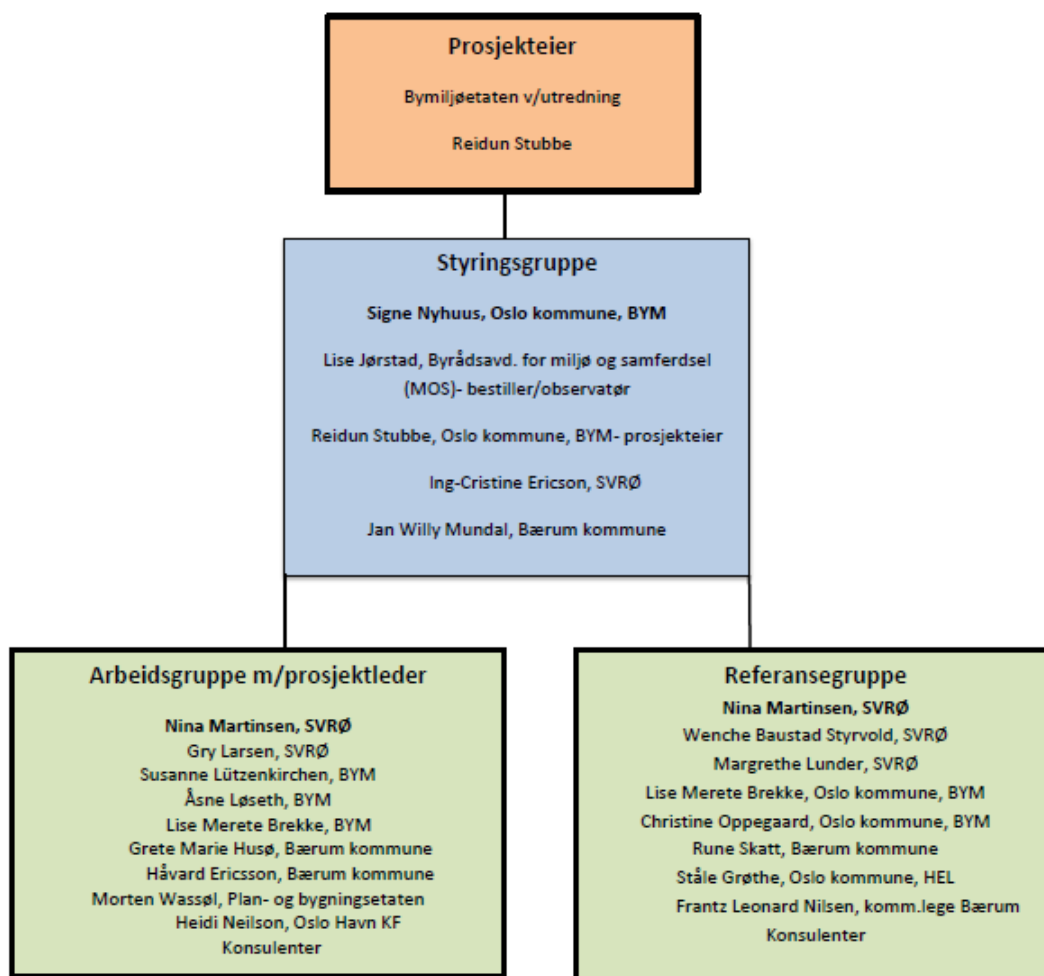 Prosjekteier
Bymiljøetaten v/utredning
Reidun Stubbe
Styringsgruppe
Signe Nyhuus, Oslo kommune, BYM
Lise Jørstad, Byrådsavd. for miljø og samferdsel
(MOS)- bestiller/observatør
Reidun Stubbe, Oslo kommune, BYM- prosjekteier
Ing-Cristine Ericson, SVRØ
Jan Willy Mundal, Bærum kommune
Arbeidsgruppe m/prosjektleder
Nina Martinsen, SVRØ
Gry Larsen, SVRØ
Susanne Lützenkirchen, BYM
Åsne Løseth, BYM
Lise Merete Brekke, BYM
Grete Marie Husø, Bærum kommune
Håvard Ericsson, Bærum kommune
Morten Wassøl, Plan- og bygningsetaten
Heidi Neilson, Oslo Havn KF
Konsulenter
Referansegruppe
Nina Martinsen, SVRØ
Wenche Baustad Styrvold, SVRØ
Margrethe Lunder, SVRØ
Lise Merete Brekke, Oslo kommune, BYM
Christine Oppegaard, Oslo kommune, BYM
Rune Skatt, Bærum kommune
Ståle Grøthe, Oslo kommune, HEL
Frantz Leonard Nilsen, komm.lege Bærum
Konsulenter